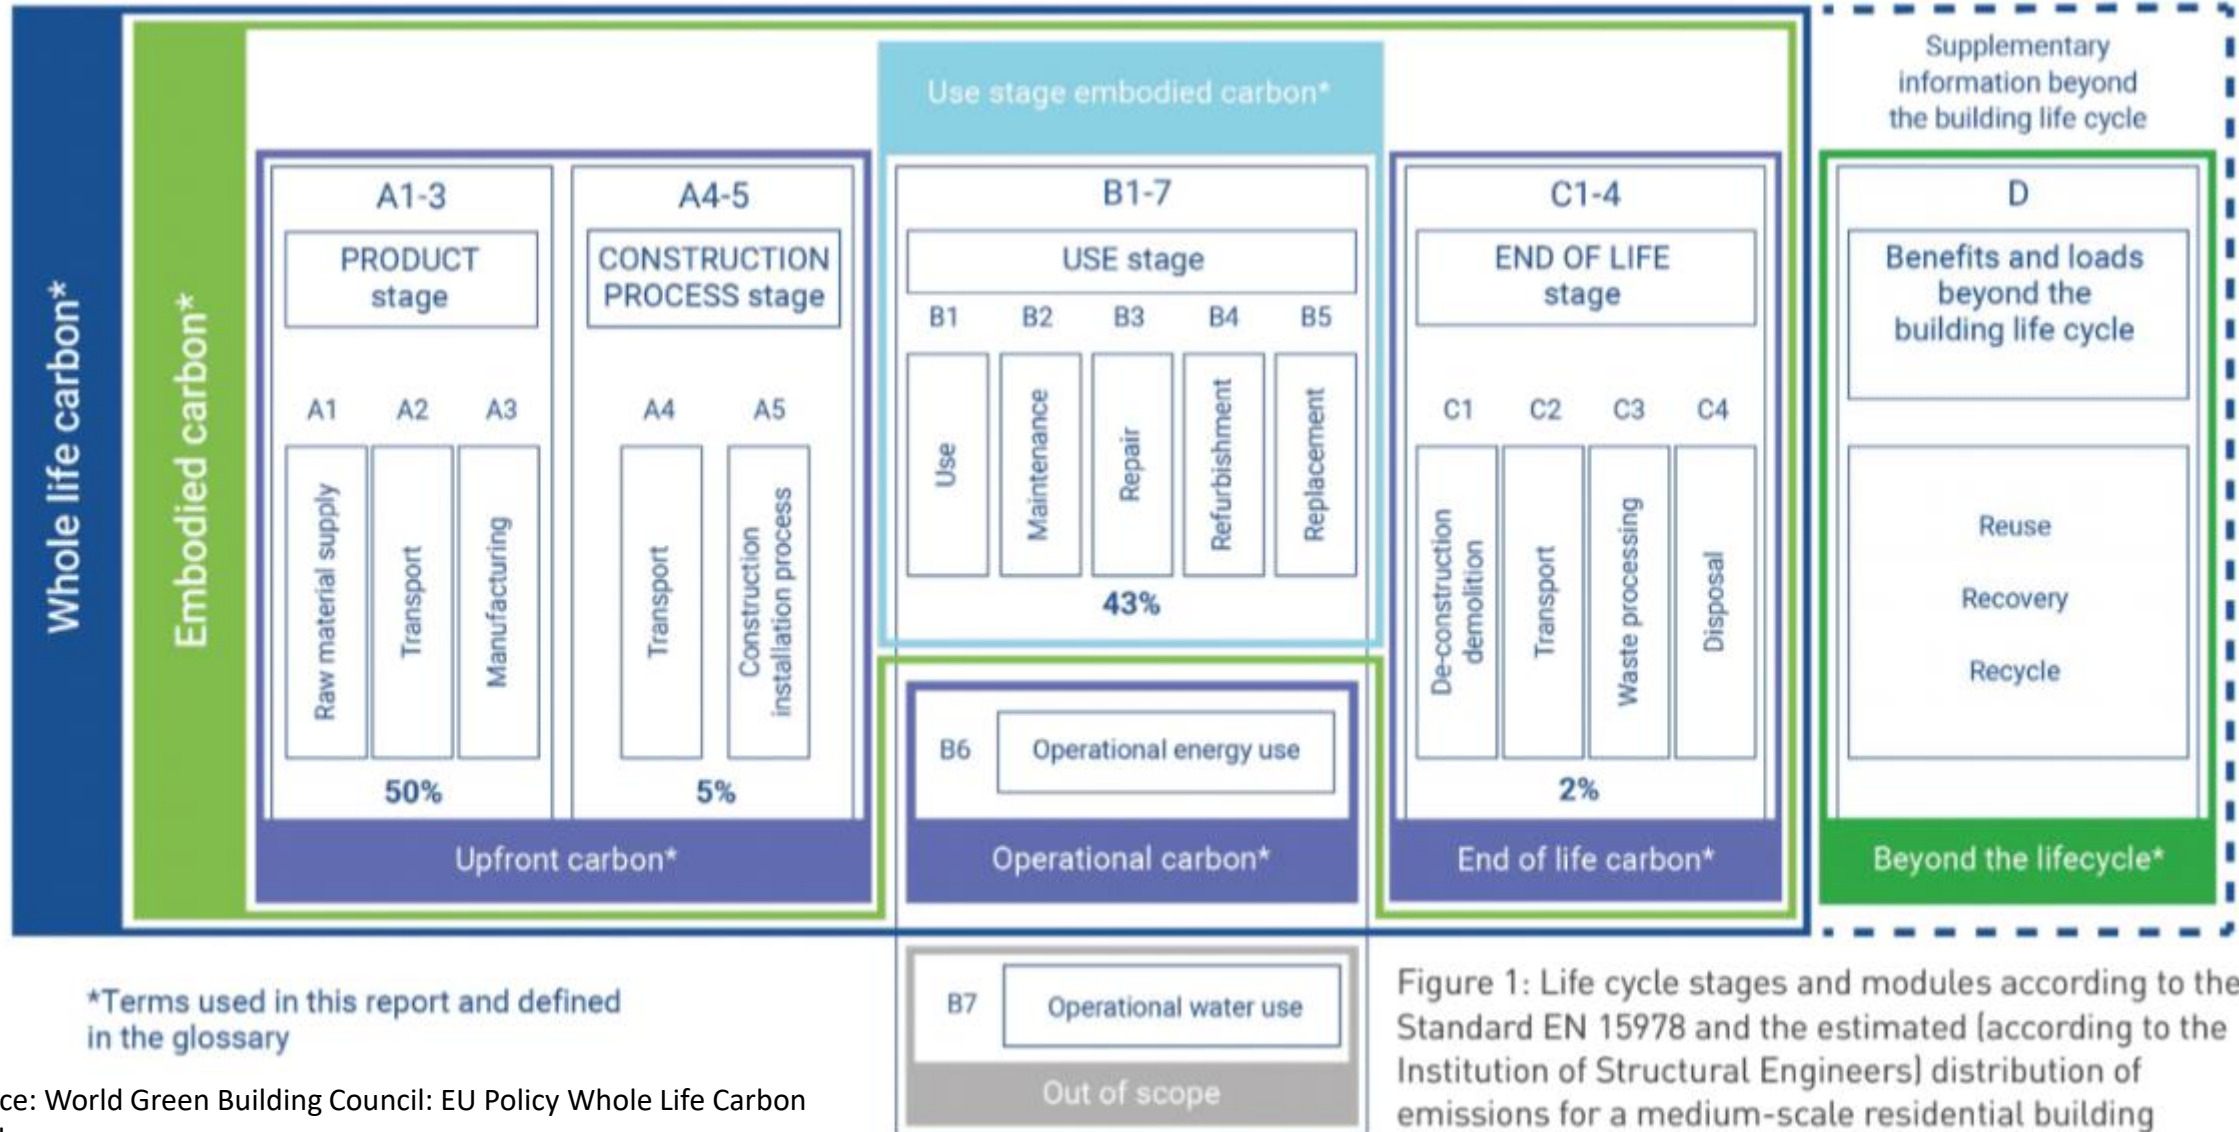 Whole life carbon*
Embodied carbon*
Use stage embodied carbon*
Supplementary
information beyond
the building life cycle
A1-3
PRODUCT
stage
A1
A2
A3
Raw material supply
Transport
Manufacturing
50%
A4-5
CONSTRUCTION
PROCESS stage
A4
A5
Transport
Construction
installation process
5%
Upfront carbon*
B1-7
USE stage
B1
B2
B3
B4
B5
Use
Maintenance
Repair
Refurbishment
Replacement
43%
B6
Operational energy use
Operational carbon*
B7
Operational water use
Out of scope
C1-4
END OF LIFE
stage
C1
C2
C3
C4
De-construction
demolition
Transport
Waste processing
Disposal
2%
End of life carbon*
D
Benefits and loads
beyond the
building life cycle
Reuse
Recovery
Recycle
Beyond the lifecycle*
*Terms used in this report and defined
in the glossary
ce: World Green Building Council: EU Policy Whole Life Carbon
Figure 1: Life cycle stages and modules according to the
Standard EN 15978 and the estimated (according to the
Institution of Structural Engineers) distribution of
emissions for a medium-scale residential building